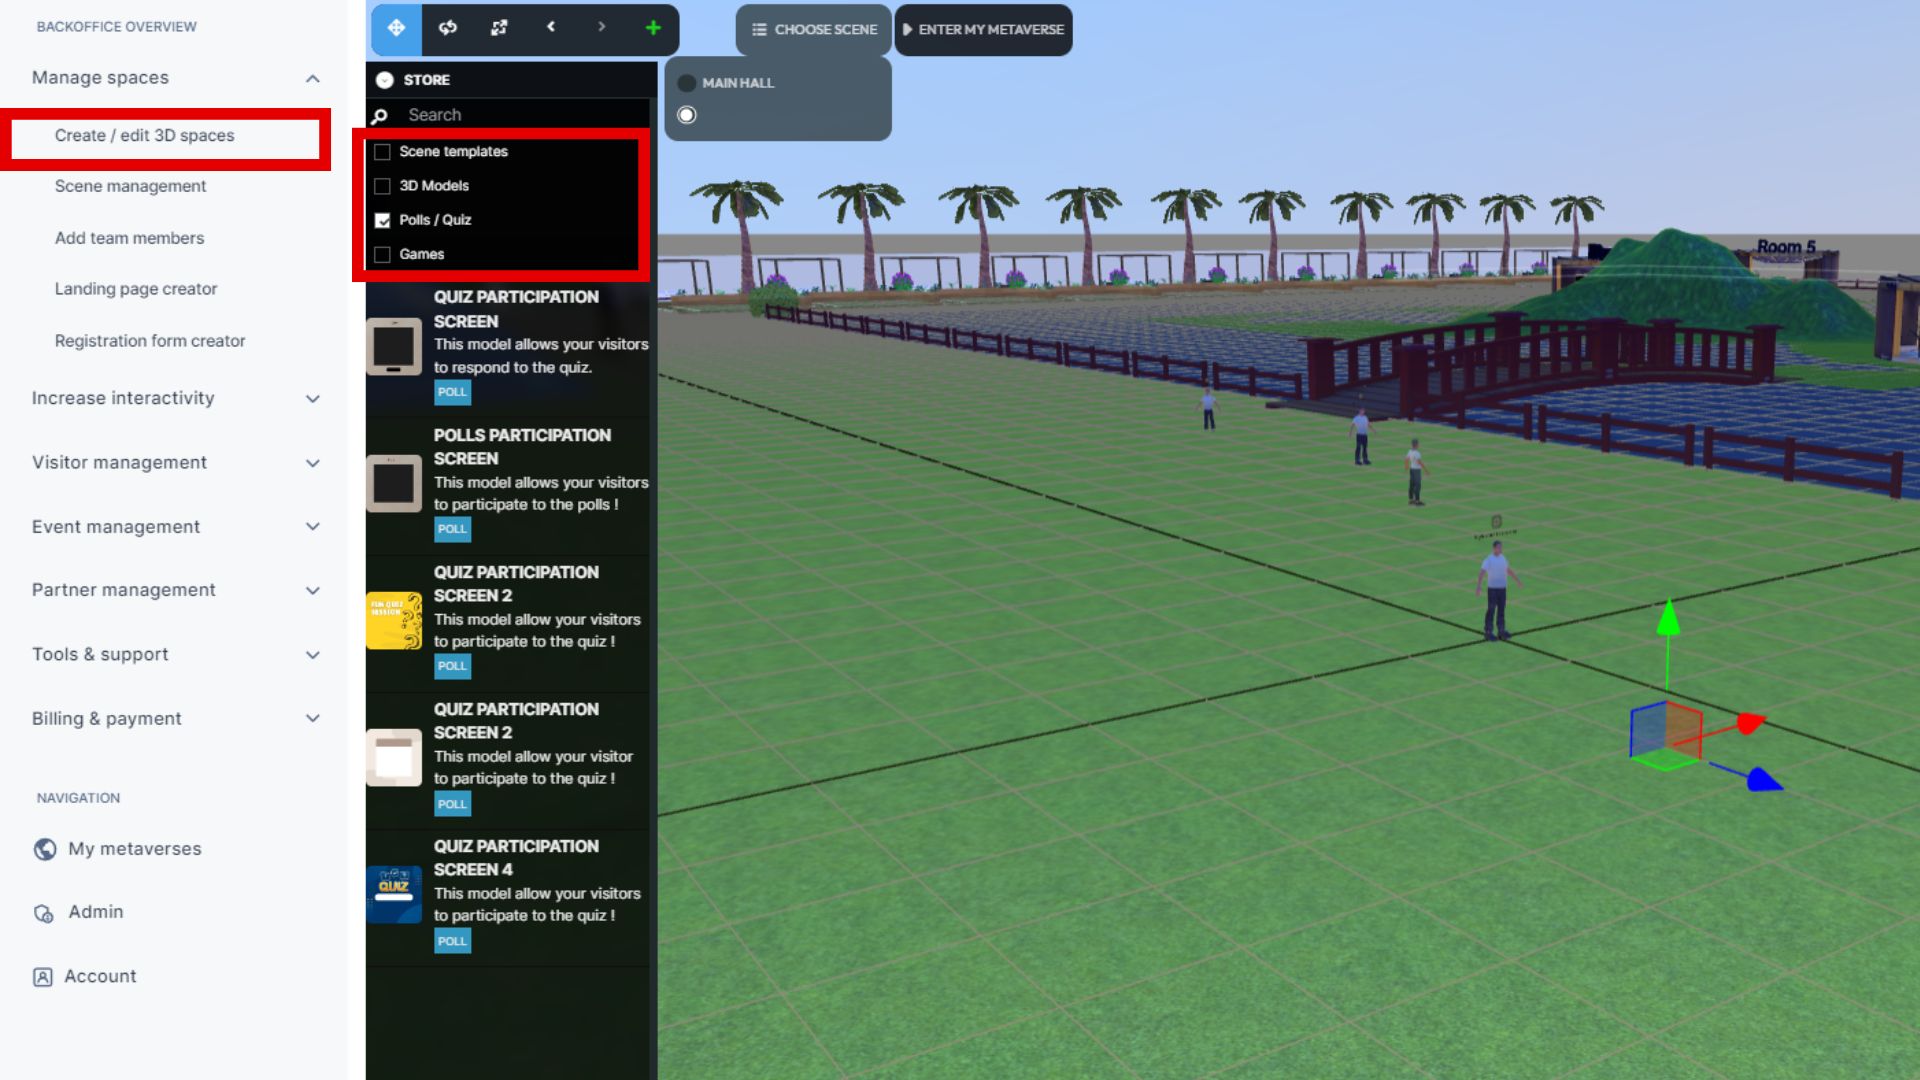 BACKOFFICE OVERVIEW
Manage spaces
Create / edit 3D spaces
Scene management
Add team members
Landing page creator
Registration form creator
Increase interactivity
Visitor management
Event management
Partner management
Tools & support
Billing & payment
NAVIGATION
My metaverses
Admin
Account
CHOOSE SCENE
ENTER MY METAVERSE
MAIN HALL
STORE
Search
Scene templates
3D Models
Polls / Quiz
Games
QUIZ PARTICIPATION
SCREEN
This model allows your visitors
to respond to the quiz.
POLL
POLLS PARTICIPATION
SCREEN
This model allows your visitors
to participate to the polls !
POLL
FUN QUIZ
SESSION
QUIZ PARTICIPATION
SCREEN 2
This model allow your visitors
to participate to the quiz !
POLL
QUIZ PARTICIPATION
SCREEN 2
This model allow your visitor
to participate to the quiz !
POLL
QUIZ
QUIZ PARTICIPATION
SCREEN 4
This model allow your visitors
to participate to the quiz !
POLL
Room 5